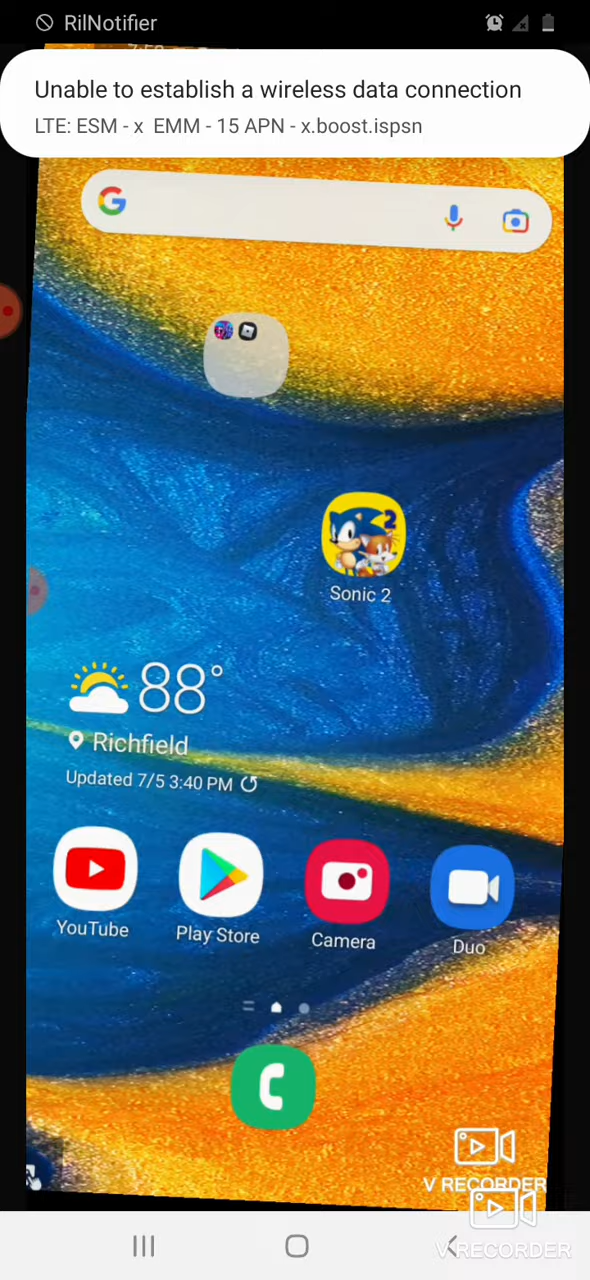 RilNotifier
Unable to establish a wireless data connection
LTE: ESM - x EMM - 15 APN - x.boost.ispsn
2
Sonic 2
88°
Richfield
Updated 7/5 3:40 PM
YouTube
Play Store
Camera
Duo
V RECORDER
V RECORDER